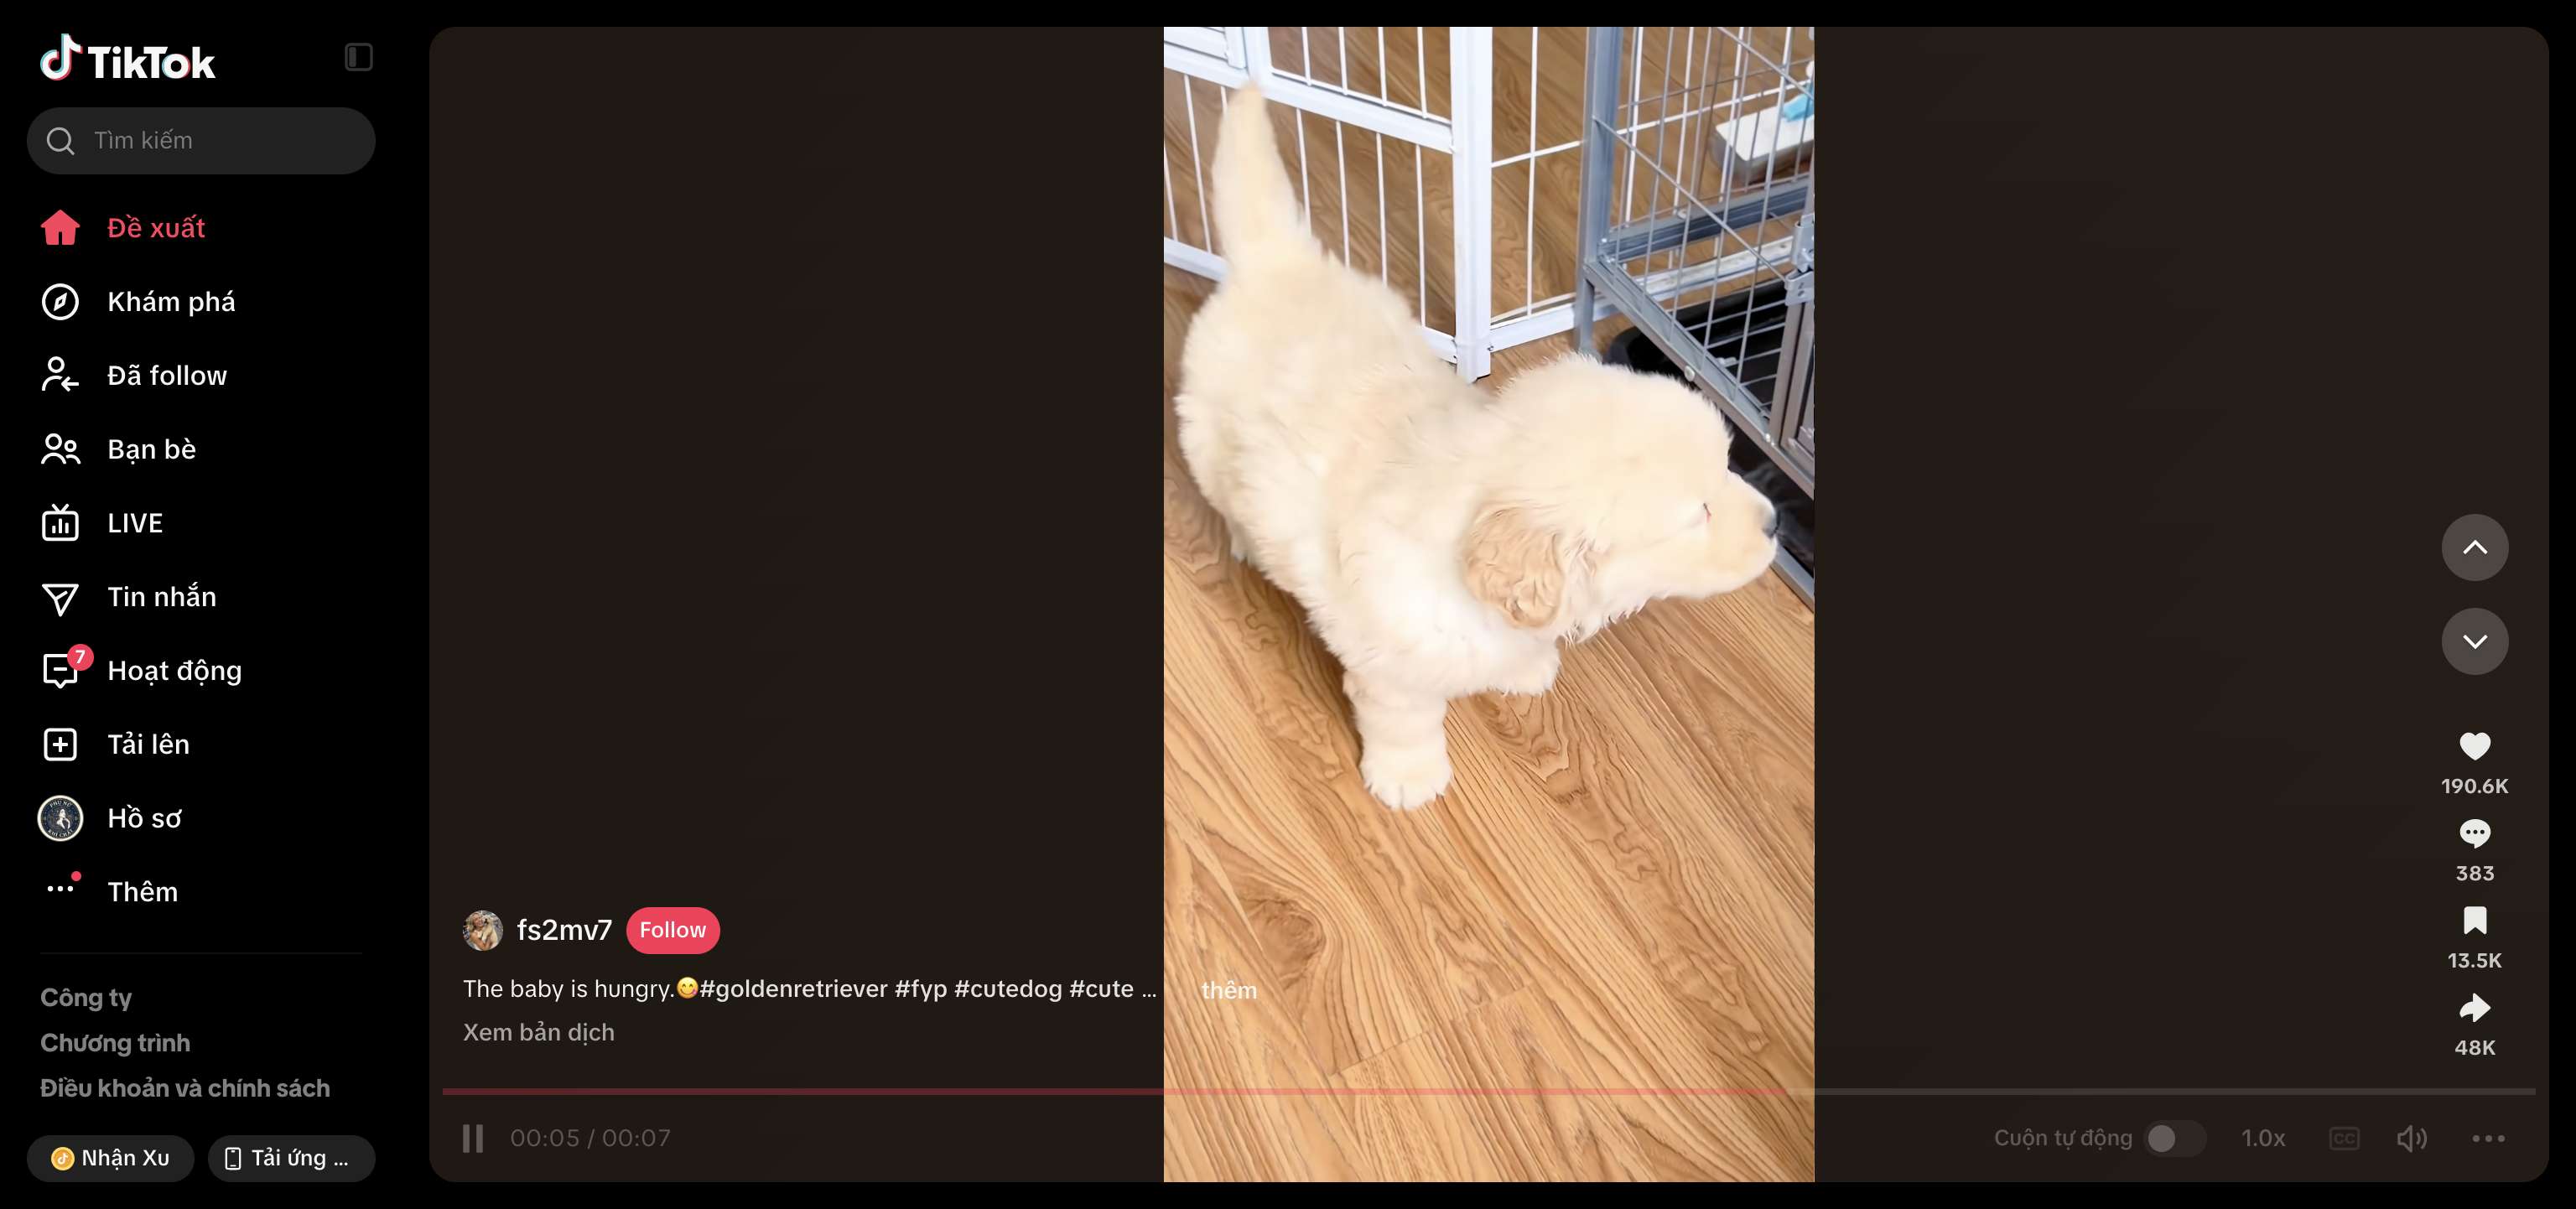 TikTok
Tìm kiếm
Đề xuất
Khám phá
Đã follow
Bạn bè
LIVE
Tin nhắn
7
Hoạt động
Tải lên
Hồ sơ
Thêm
Công ty
Chương trình
Điều khoản và chính sách
Nhận Xu
Tải ứng ...
fs2mv7 Follow
The baby is hungry.😋#goldenretriever #fyp #cutedog #cute ... thêm
Xem bản dịch
00:05 / 00:07
190.6K
383
13.5K
48K
Cuộn tự động 1.0x CC